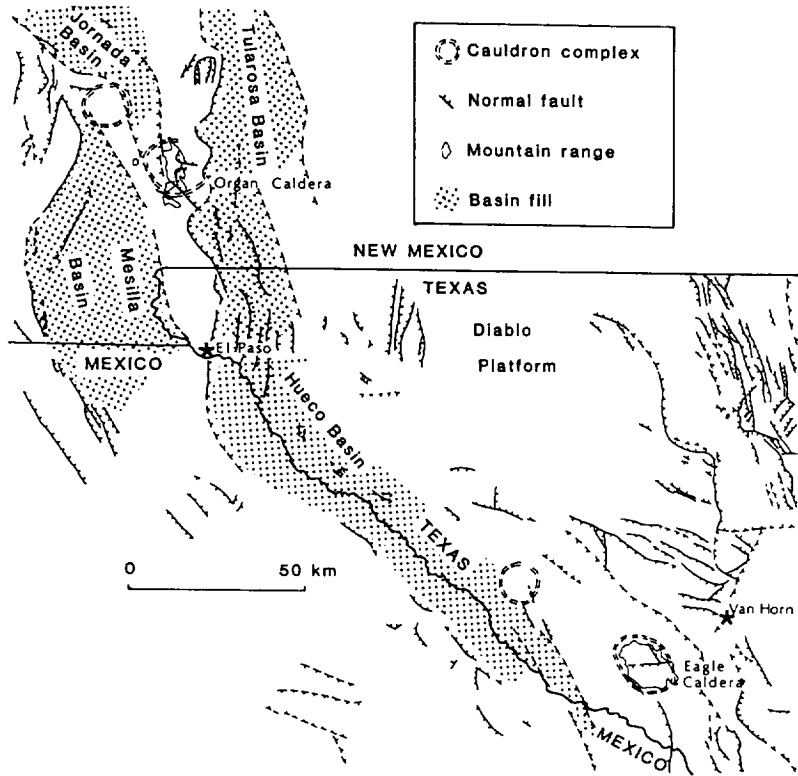 Jornada
Basin
Tularosa Basin
Cauldron complex
Normal fault
Mountain range
Basin fill
Organ Caldera
NEW MEXICO
TEXAS
Mesilla
Basin
Diablo
Platform
El Paso
MEXICO
Hueco Basin
TEXAS
0 50 km
Van Horn
Eagle
Caldera
MEXICO